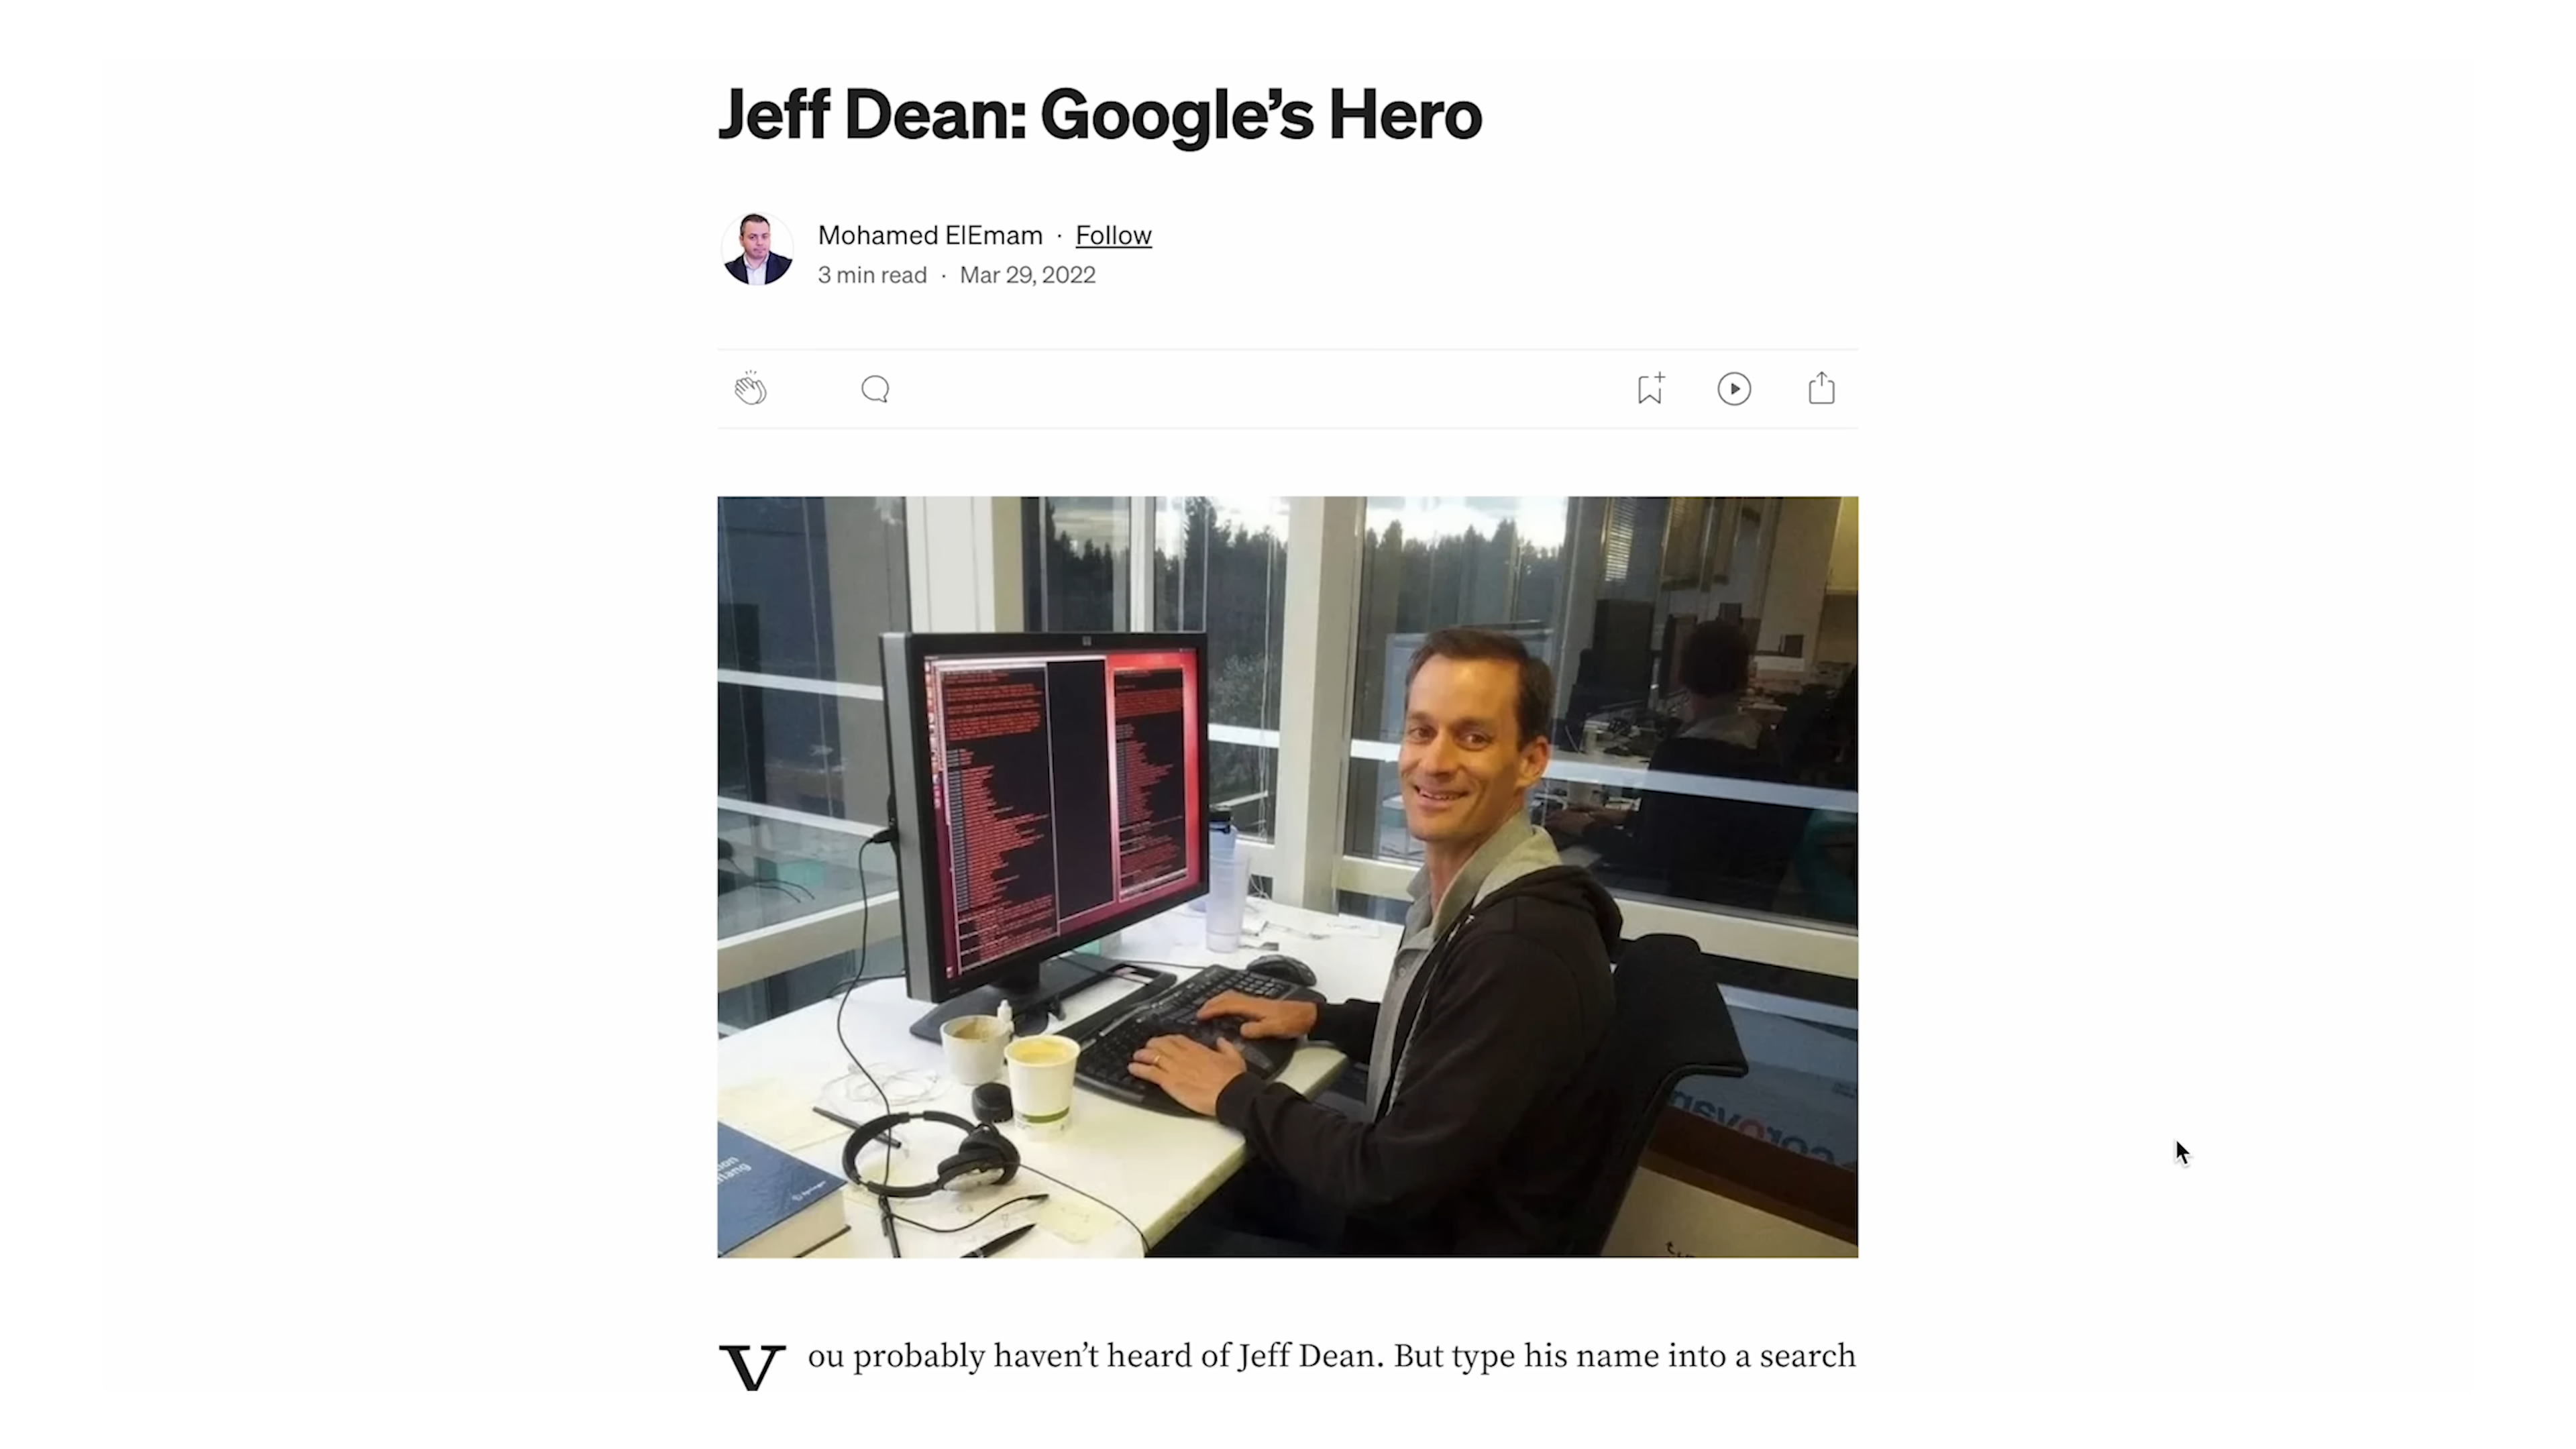 Jeff Dean: Google’s Hero
Mohamed ElEmam · Follow
3 min read · Mar 29, 2022
Springer
You probably haven’t heard of Jeff Dean. But type his name into a search